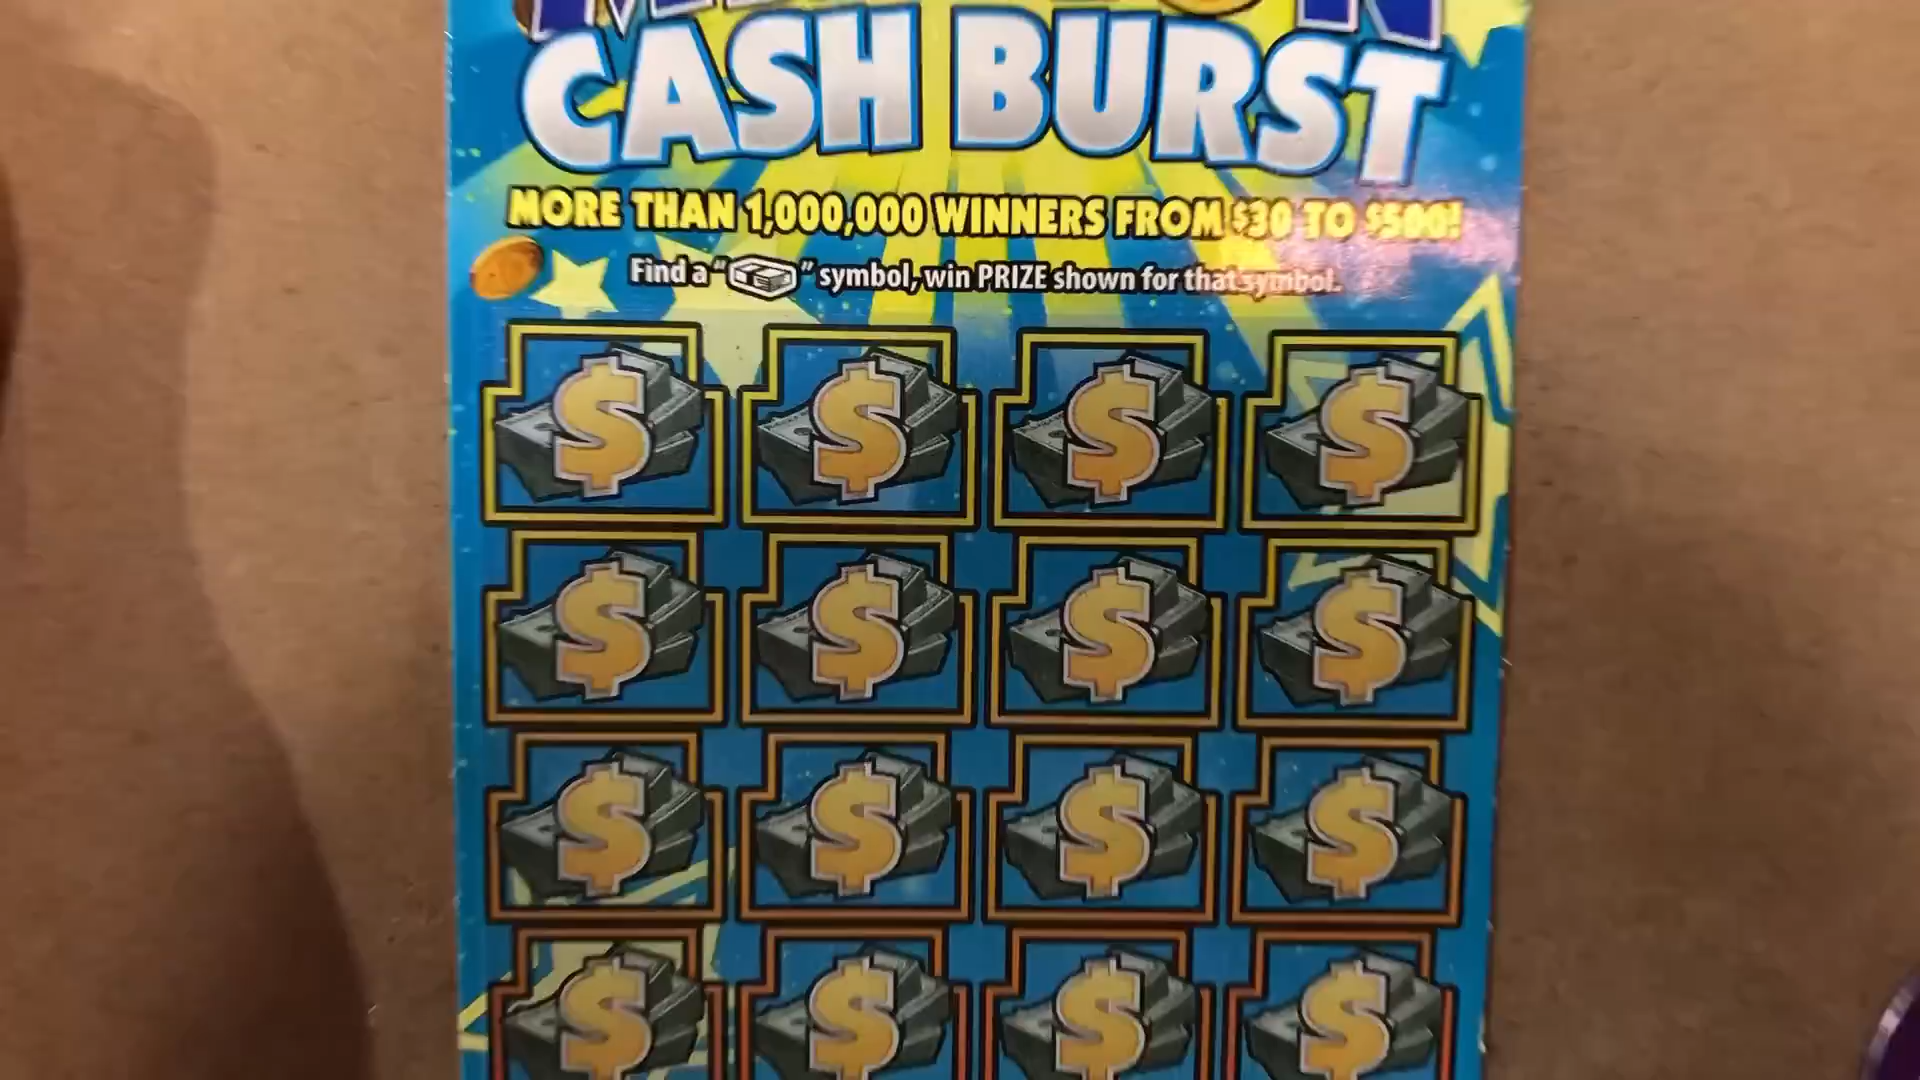 CASH BURST
MORE THAN 1,000,000 WINNERS FROM $30 TO $500!
Find a " " symbol, win PRIZE shown for that symbol.
$ $ $ $
$ $ $ $
$ $ $ $
$ $ $ $